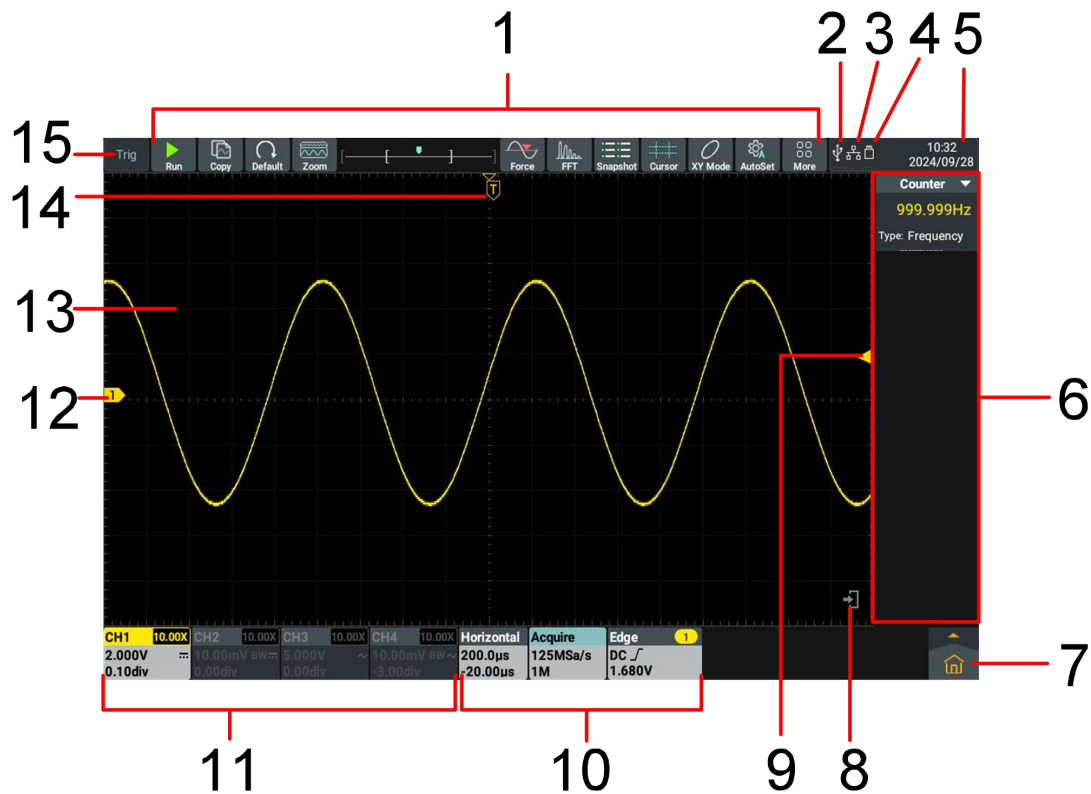 1 2 3 4 5
15 14 13 12
Trig Run Copy Default Zoom [ [ ] ] Force FFT Snapshot Cursor XY Mode AutoSet More
10:32
2024/09/28
T
Counter
999.999Hz
Type: Frequency
1
9
6
CH1 10.00X
2.000V
0.10div
CH2 10.00X
10.00mV BW
0.00div
CH3 10.00X
5.000V
0.00div
CH4 10.00X
10.00mV BW
-3.00div
Horizontal
200.0μs
-20.00μs
Acquire
125MSa/s
1M
Edge 1
DC
1.680V
7
11 10 9 8